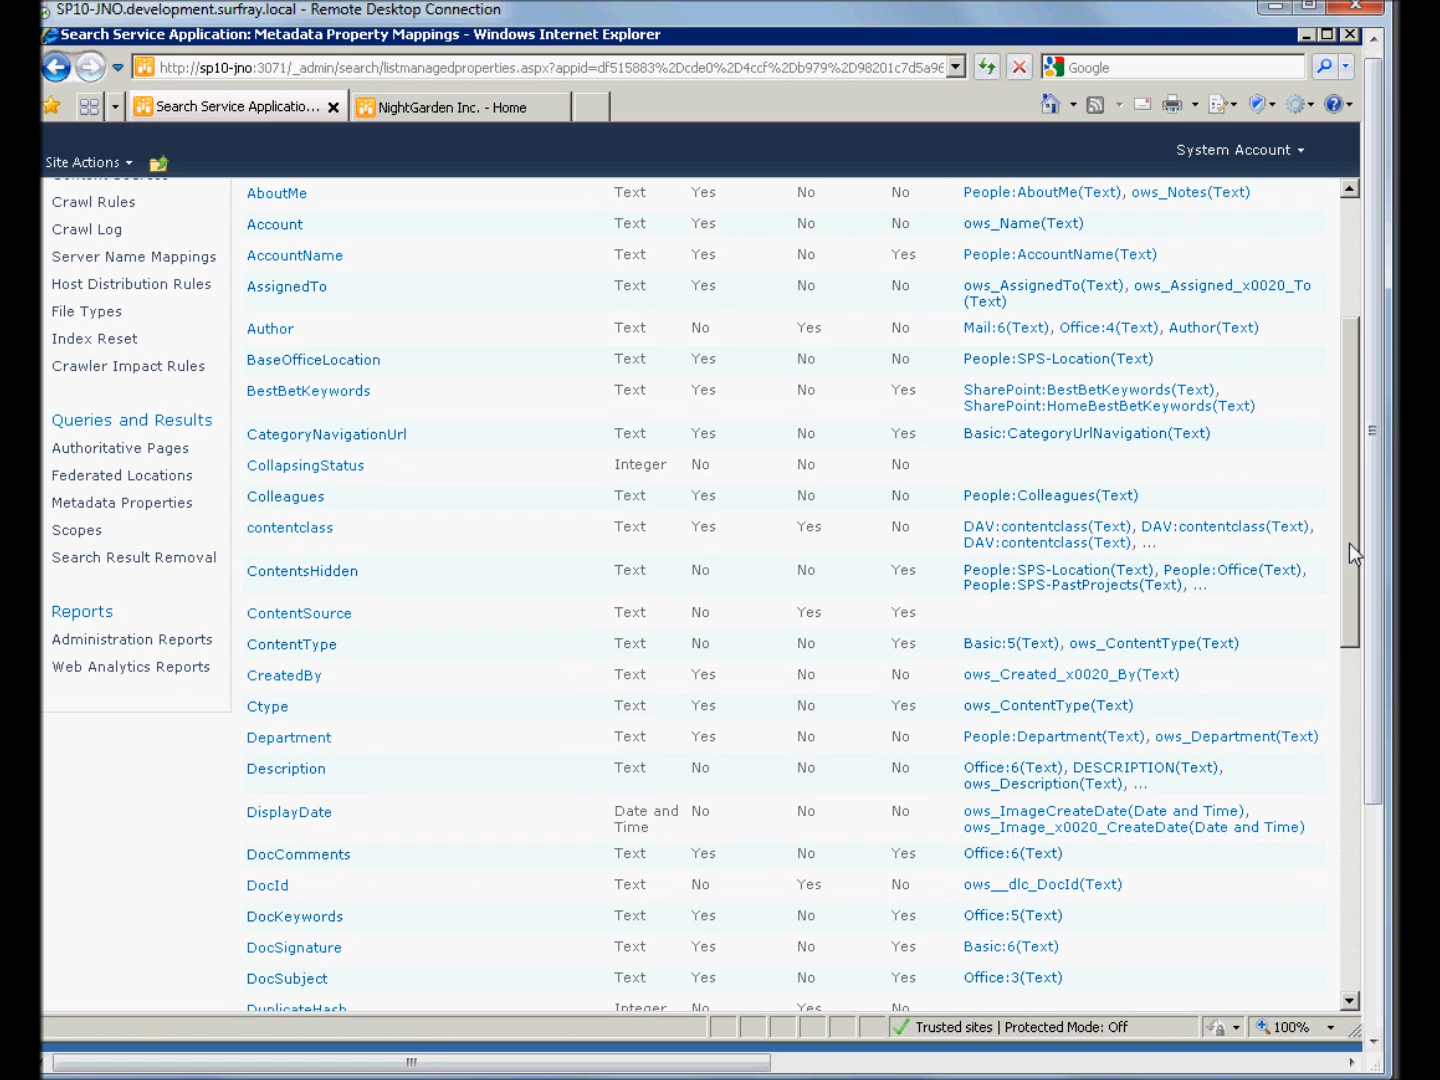 SP10-JNO.development.surfray.local - Remote Desktop Connection
Search Service Application: Metadata Property Mappings - Windows Internet Explorer
http://sp10-jno:3071/_admin/search/listmanagedproperties.aspx?appid=df515883%2Dcde0%2D4ccf%2Db979%2D98201c7d5a9e
Google
Search Service Applicatio...
NightGarden Inc. - Home
Site Actions
System Account
Crawl Rules
Crawl Log
Server Name Mappings
Host Distribution Rules
File Types
Index Reset
Crawler Impact Rules
Queries and Results
Authoritative Pages
Federated Locations
Metadata Properties
Scopes
Search Result Removal
Reports
Administration Reports
Web Analytics Reports
AboutMe Text Yes No No People:AboutMe(Text), ows_Notes(Text)
Account Text Yes No No ows_Name(Text)
AccountName Text Yes No Yes People:AccountName(Text)
AssignedTo Text Yes No No ows_AssignedTo(Text), ows_Assigned_x0020_To
(Text)
Author Text No Yes No Mail:6(Text), Office:4(Text), Author(Text)
BaseOfficeLocation Text Yes No No People:SPS-Location(Text)
BestBetKeywords Text Yes No Yes SharePoint:BestBetKeywords(Text),
SharePoint:HomeBestBetKeywords(Text)
CategoryNavigationUrl Text Yes No Yes Basic:CategoryUrlNavigation(Text)
CollapsingStatus Integer No No No
Colleagues Text Yes No No People:Colleagues(Text)
contentclass Text Yes Yes No DAV:contentclass(Text), DAV:contentclass(Text),
DAV:contentclass(Text), ...
ContentsHidden Text No No Yes People:SPS-Location(Text), People:Office(Text),
People:SPS-PastProjects(Text), ...
ContentSource Text No Yes Yes
ContentType Text No No Yes Basic:5(Text), ows_ContentType(Text)
CreatedBy Text Yes No No ows_Created_x0020_By(Text)
Ctype Text Yes No Yes ows_ContentType(Text)
Department Text Yes No No People:Department(Text), ows_Department(Text)
Description Text No No No Office:6(Text), DESCRIPTION(Text),
ows_Description(Text), ...
DisplayDate Date and No No No ows_ImageCreateDate(Date and Time),
Time ows_Image_x0020_CreateDate(Date and Time)
DocComments Text Yes No Yes Office:6(Text)
DocId Text No Yes No ows__dlc_DocId(Text)
DocKeywords Text Yes No Yes Office:5(Text)
DocSignature Text Yes No Yes Basic:6(Text)
DocSubject Text Yes No Yes Office:3(Text)
DuplicateHash Integer No Yes No
Trusted sites | Protected Mode: Off
100%